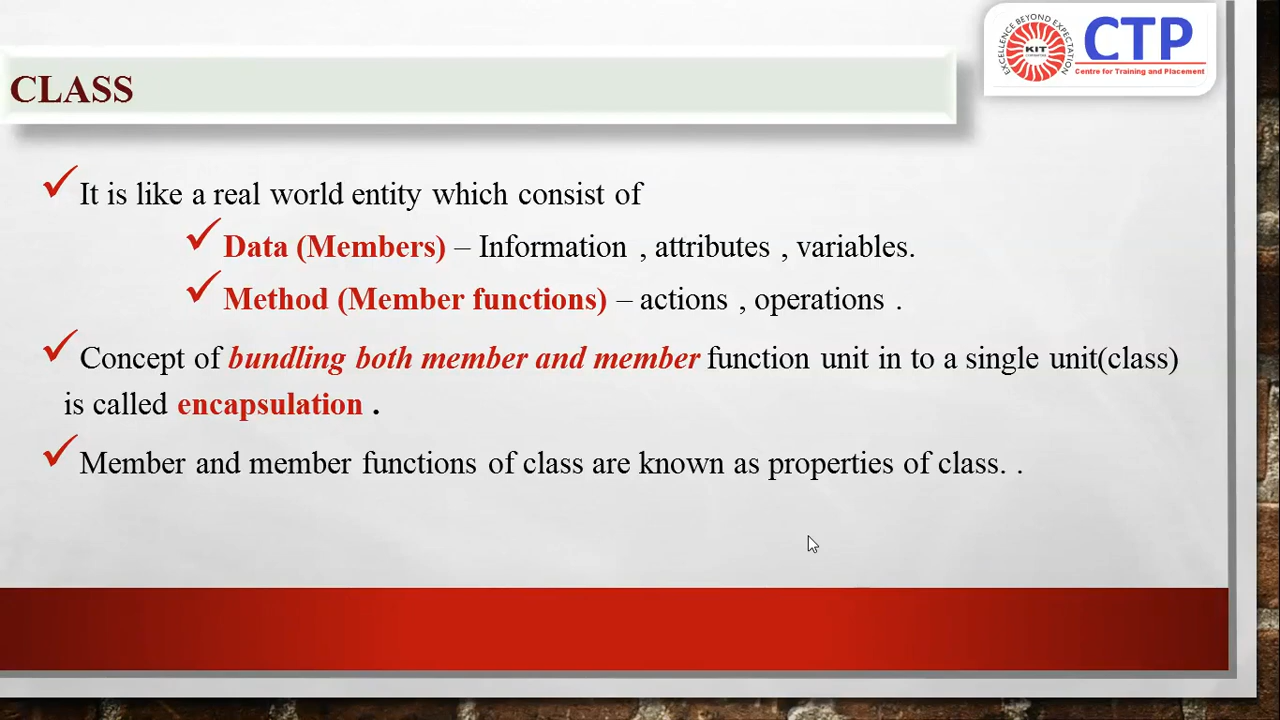 EXCELLENCE BEYOND EXPECTATION
KIT
CTP
Centre for Training and Placement
CLASS
It is like a real world entity which consist of
Data (Members) – Information , attributes , variables.
Method (Member functions) – actions , operations .
Concept of bundling both member and member function unit in to a single unit(class)
is called encapsulation .
Member and member functions of class are known as properties of class. .